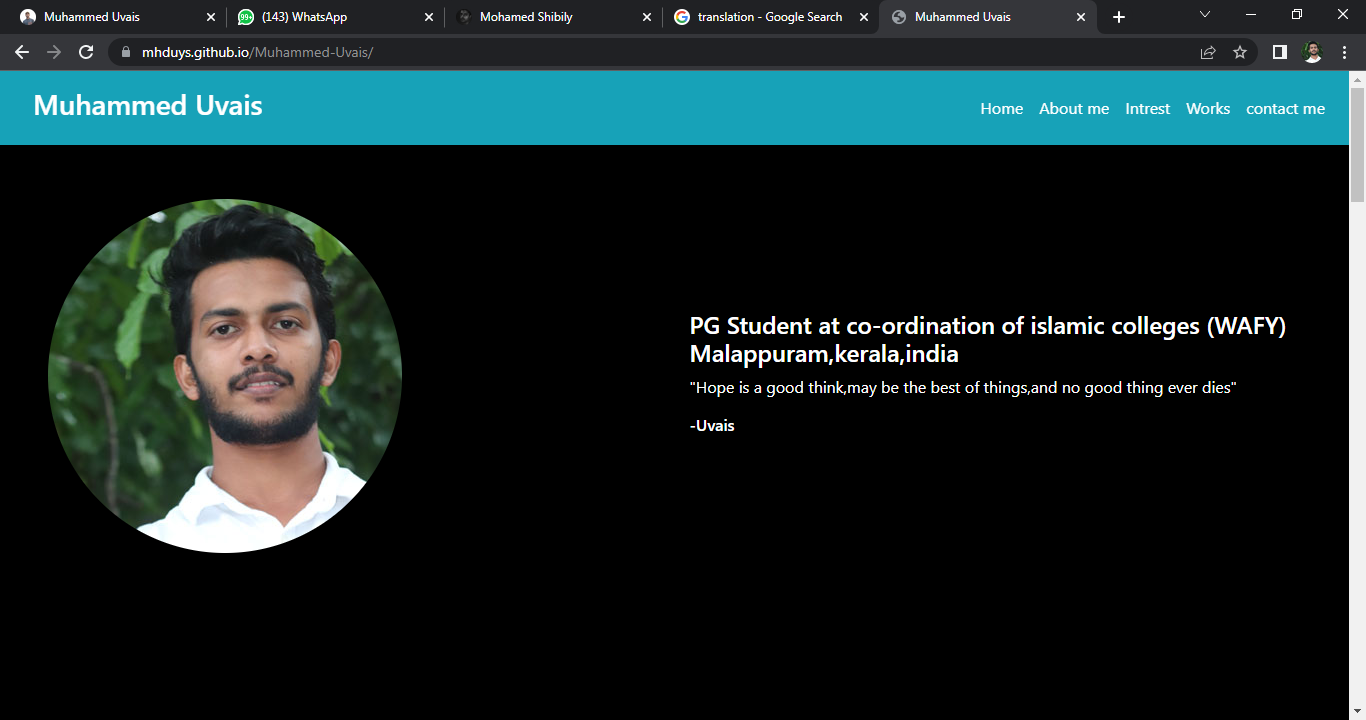 Muhammed Uvais
(143) WhatsApp
Mohamed Shibily
translation - Google Search
Muhammed Uvais
mhduys.github.io/Muhammed-Uvais/
Muhammed Uvais
Home
About me
Intrest
Works
contact me
PG Student at co-ordination of islamic colleges (WAFY)
Malappuram,kerala,india
"Hope is a good think,may be the best of things,and no good thing ever dies"
-Uvais